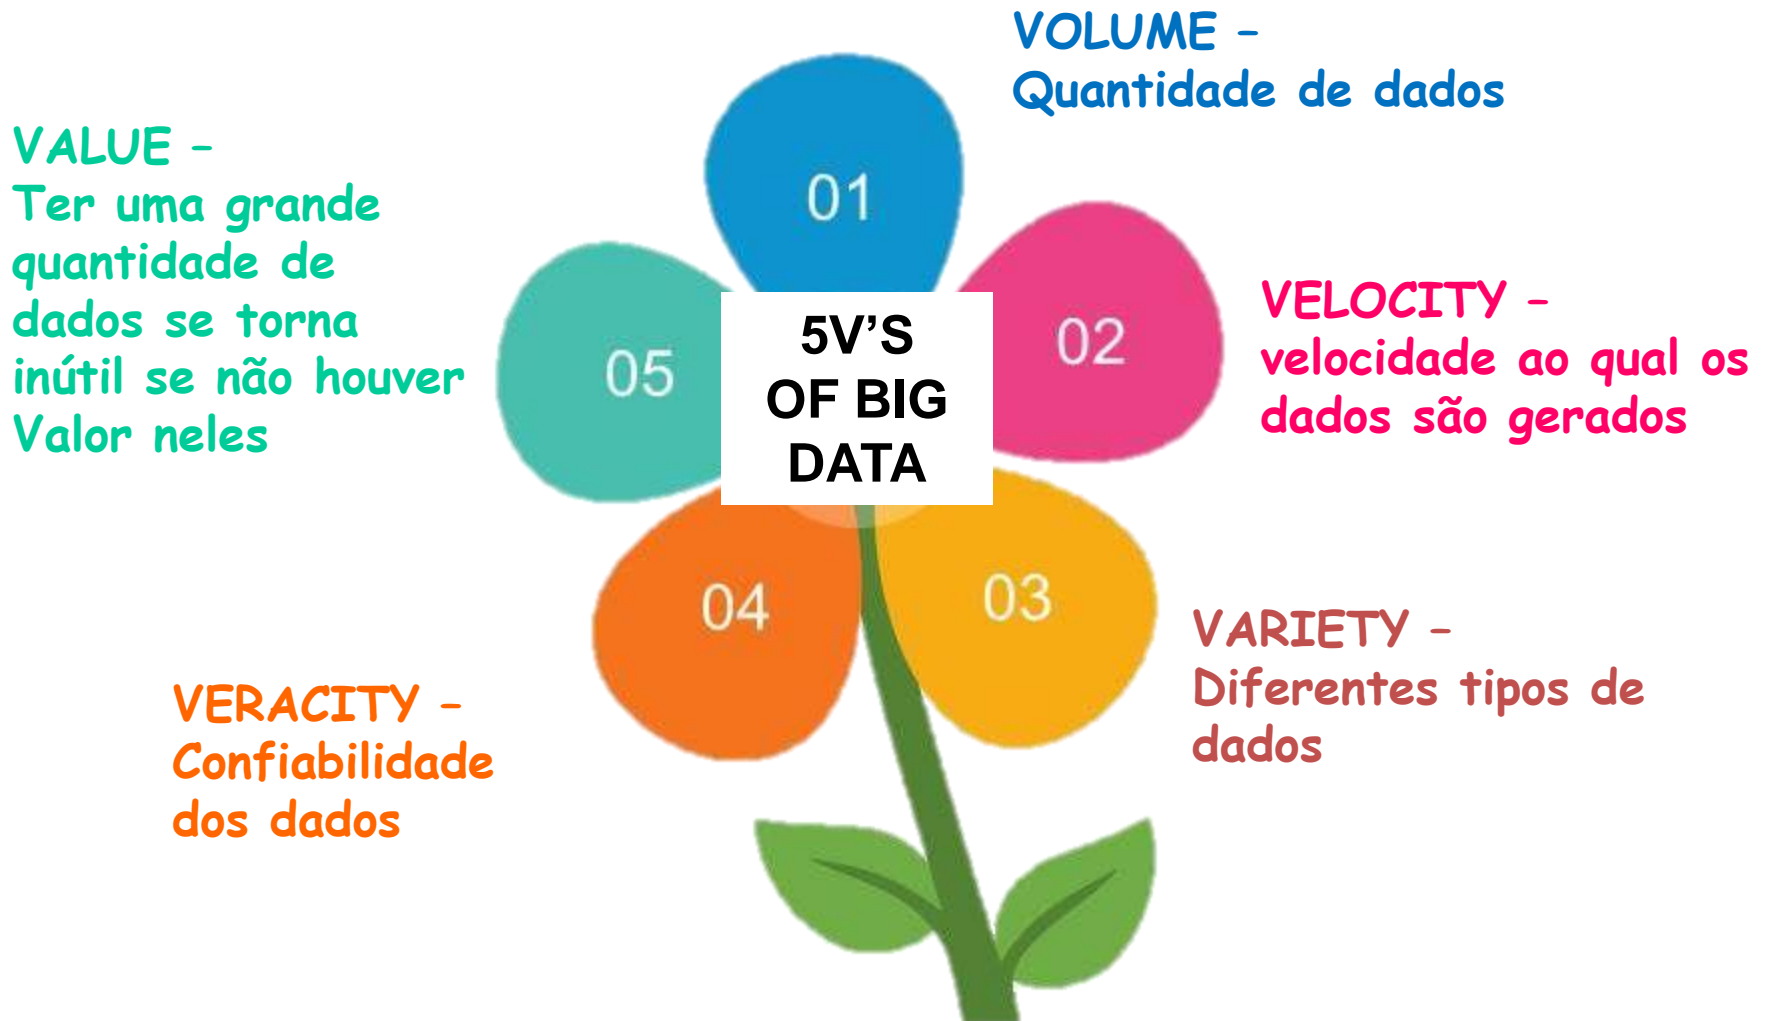 VOLUME –
Quantidade de dados
01
VELOCITY –
velocidade ao qual os
dados são gerados
02
VARIETY –
Diferentes tipos de
dados
03
VERACITY –
Confiabilidade
dos dados
04
VALUE –
Ter uma grande
quantidade de
dados se torna
inútil se não houver
Valor neles
05
5V’S
OF BIG
DATA